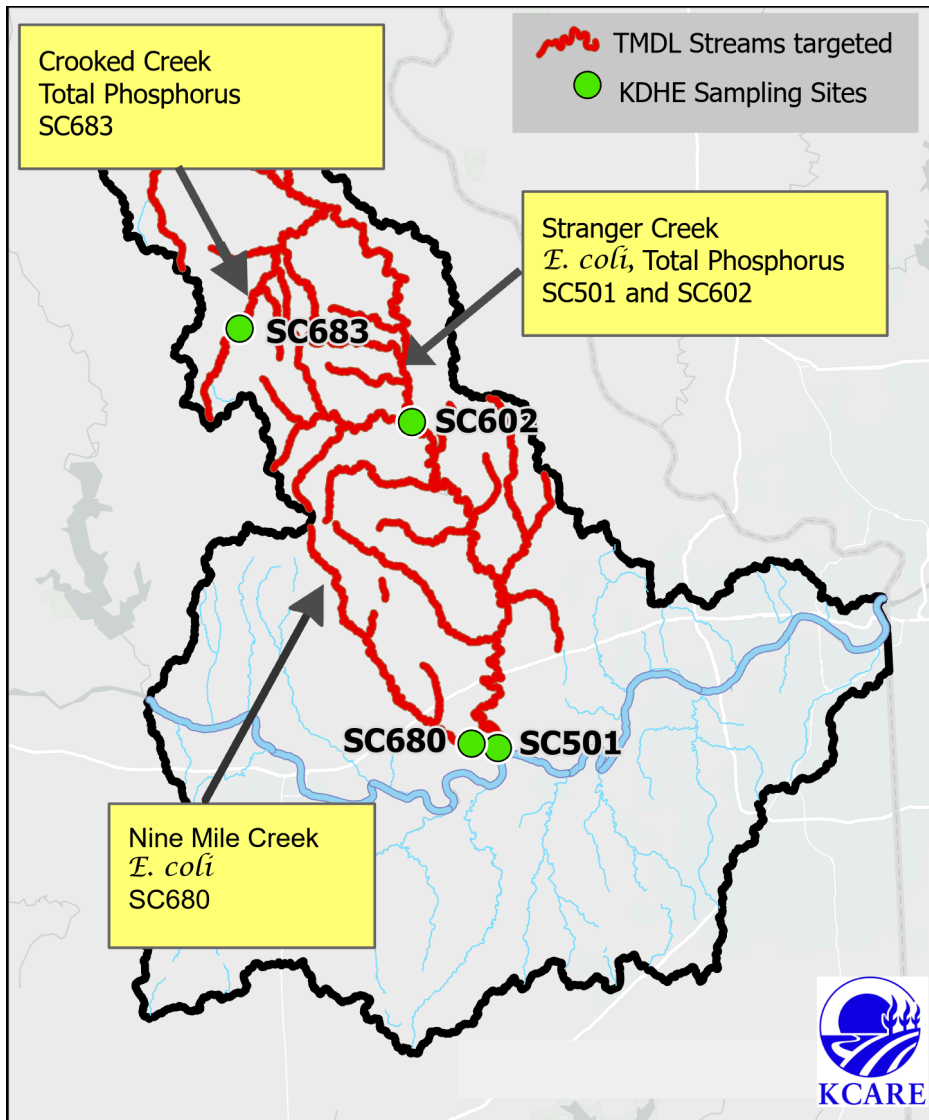 Crooked Creek
Total Phosphorus
SC683
TMDL Streams targeted
KDHE Sampling Sites
Stranger Creek
E. coli, Total Phosphorus
SC501 and SC602
SC683
SC602
SC680
SC501
Nine Mile Creek
E. coli
SC680
KCARE